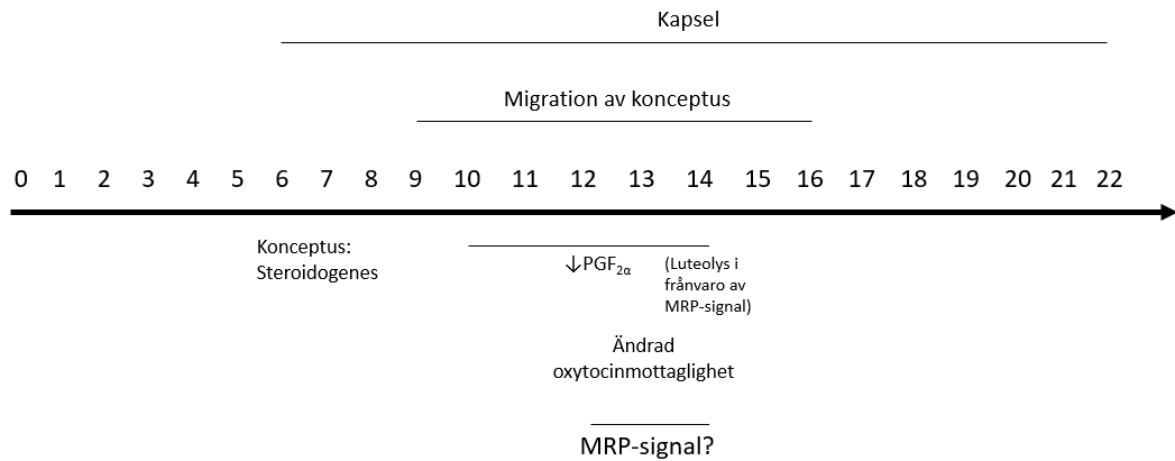 Kapsel
Migration av konceptus
0 1 2 3 4 5 6 7 8 9 10 11 12 13 14 15 16 17 18 19 20 21 22
Konceptus:
Steroidogenes
↓PGF2α
(Luteolys i
frånvaro av
MRP-signal)
Ändrad
oxytocinmottaglighet
MRP-signal?